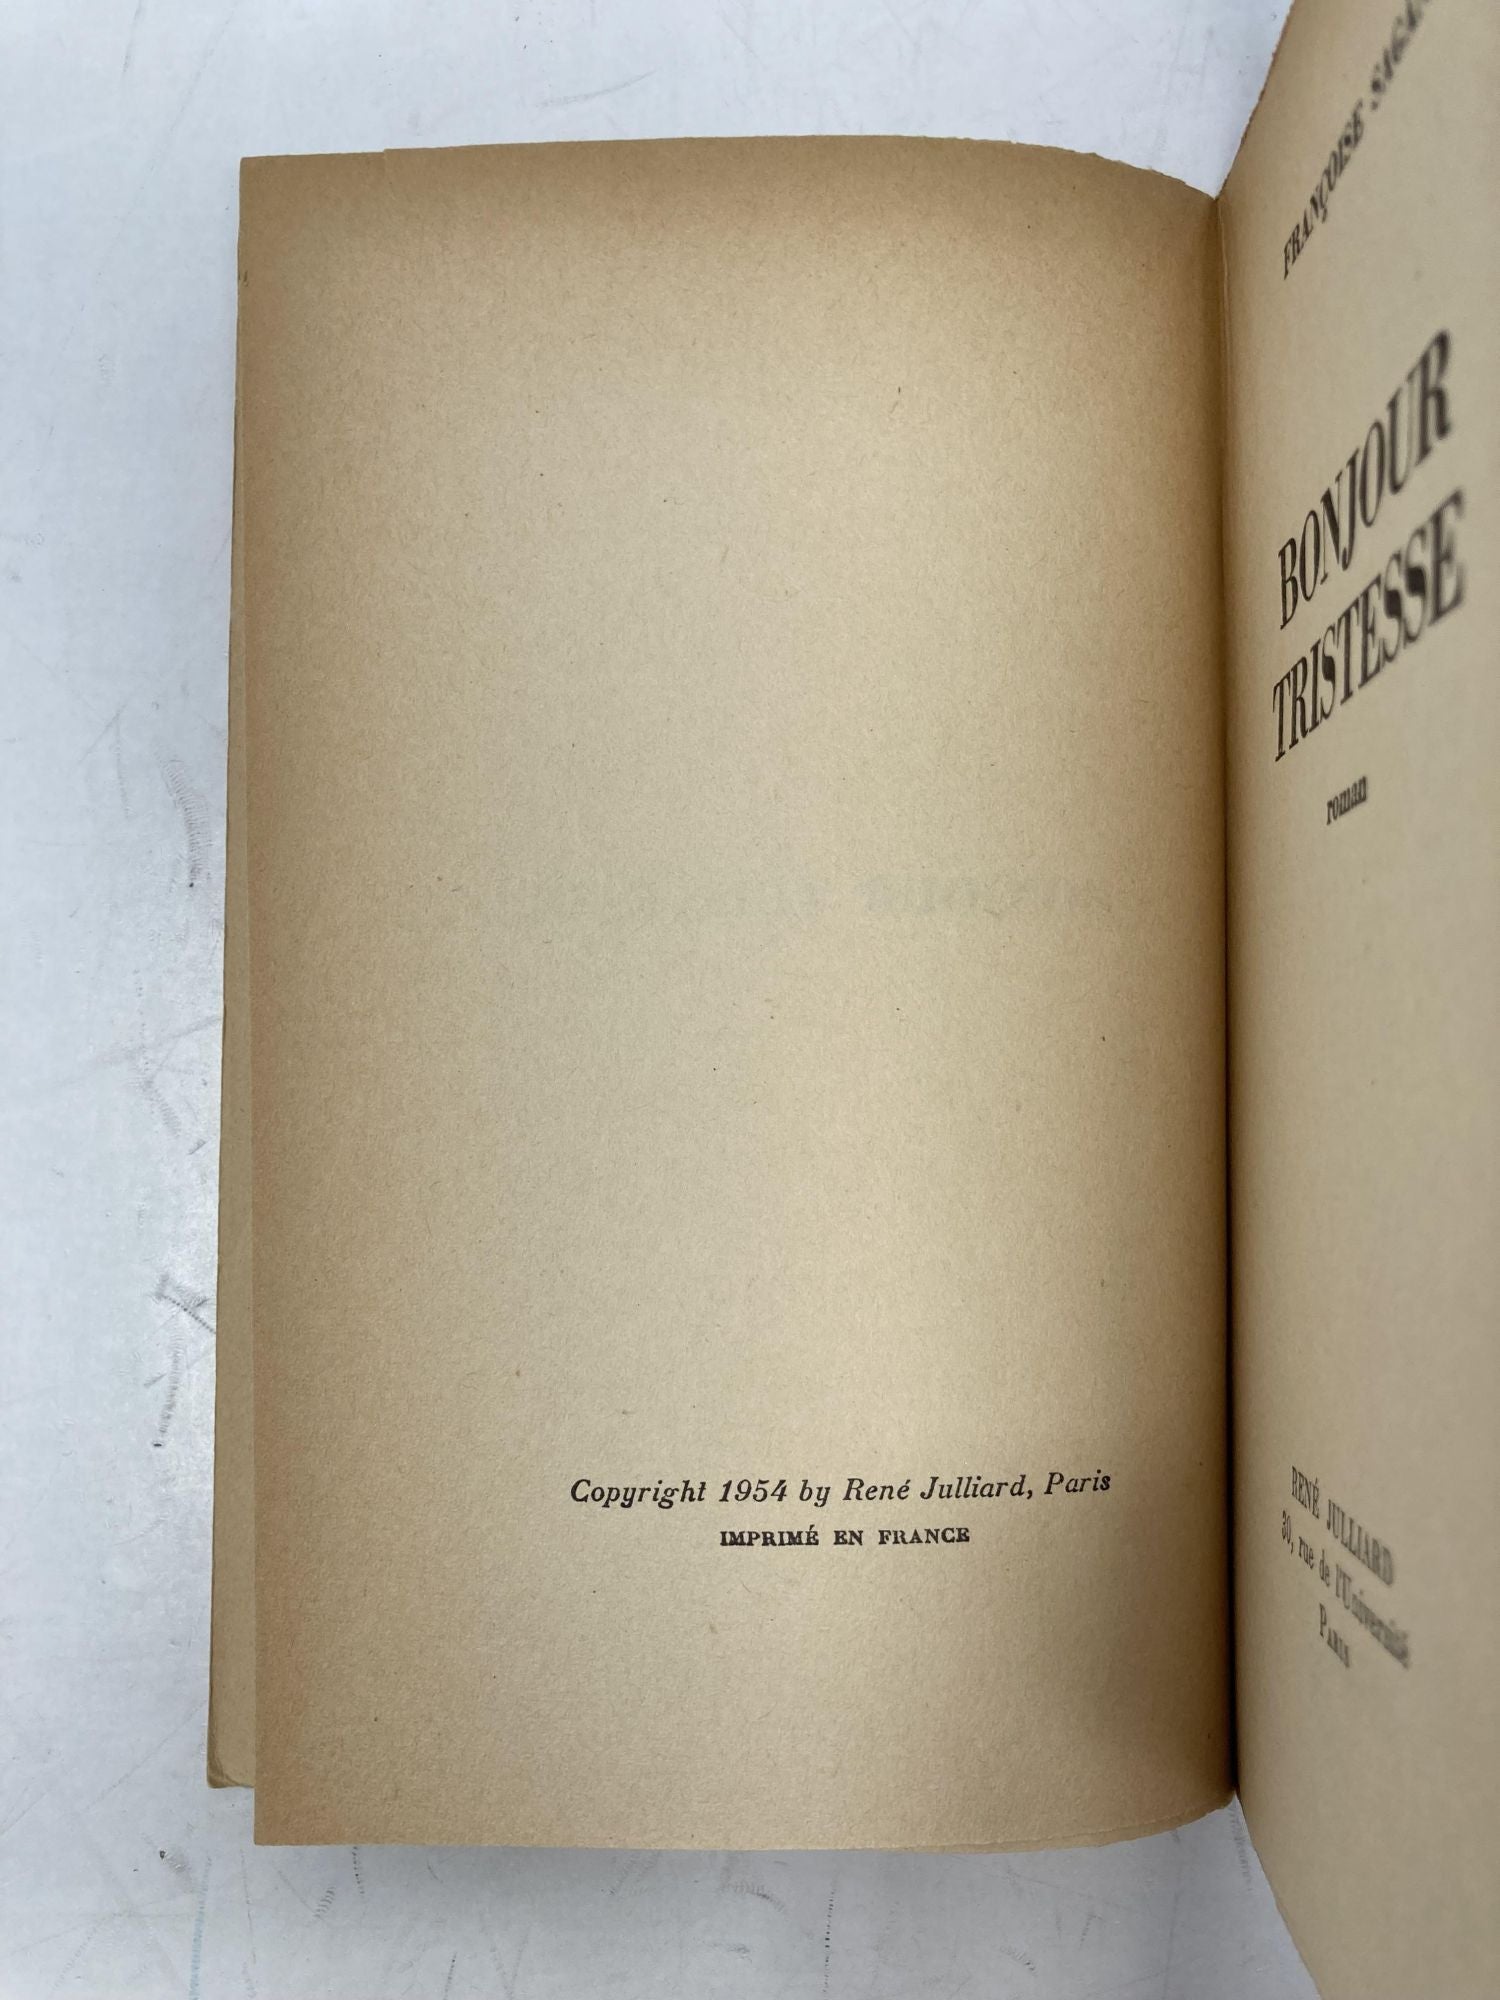 Copyright 1954 by René Julliard, Paris
IMPRIMÉ EN FRANCE
FRANÇOISE SAGAN
BONJOUR
TRISTESSE
roman
RENÉ JULLIARD
30, rue de l'Université
PARIS